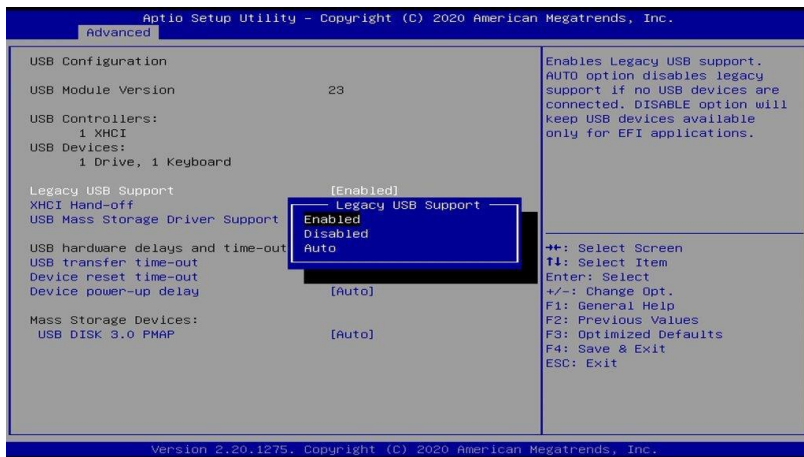 Aptio Setup Utility – Copyright (C) 2020 American Megatrends, Inc.
Advanced
USB Configuration
USB Module Version 23
USB Controllers:
1 XHCI
USB Devices:
1 Drive, 1 Keyboard
Legacy USB Support [Enabled]
XHCI Hand-off
USB Mass Storage Driver Support
USB hardware delays and time-out
USB transfer time-out
Device reset time-out
Device power-up delay [Auto]
Mass Storage Devices:
USB DISK 3.0 PMAP [Auto]
Legacy USB Support
Enabled
Disabled
Auto
Enables Legacy USB support.
AUTO option disables legacy
support if no USB devices are
connected. DISABLE option will
keep USB devices available
only for EFI applications.
→←: Select Screen
↑↓: Select Item
Enter: Select
+/-: Change Opt.
F1: General Help
F2: Previous Values
F3: Optimized Defaults
F4: Save & Exit
ESC: Exit
Version 2.20.1275. Copyright (C) 2020 American Megatrends, Inc.